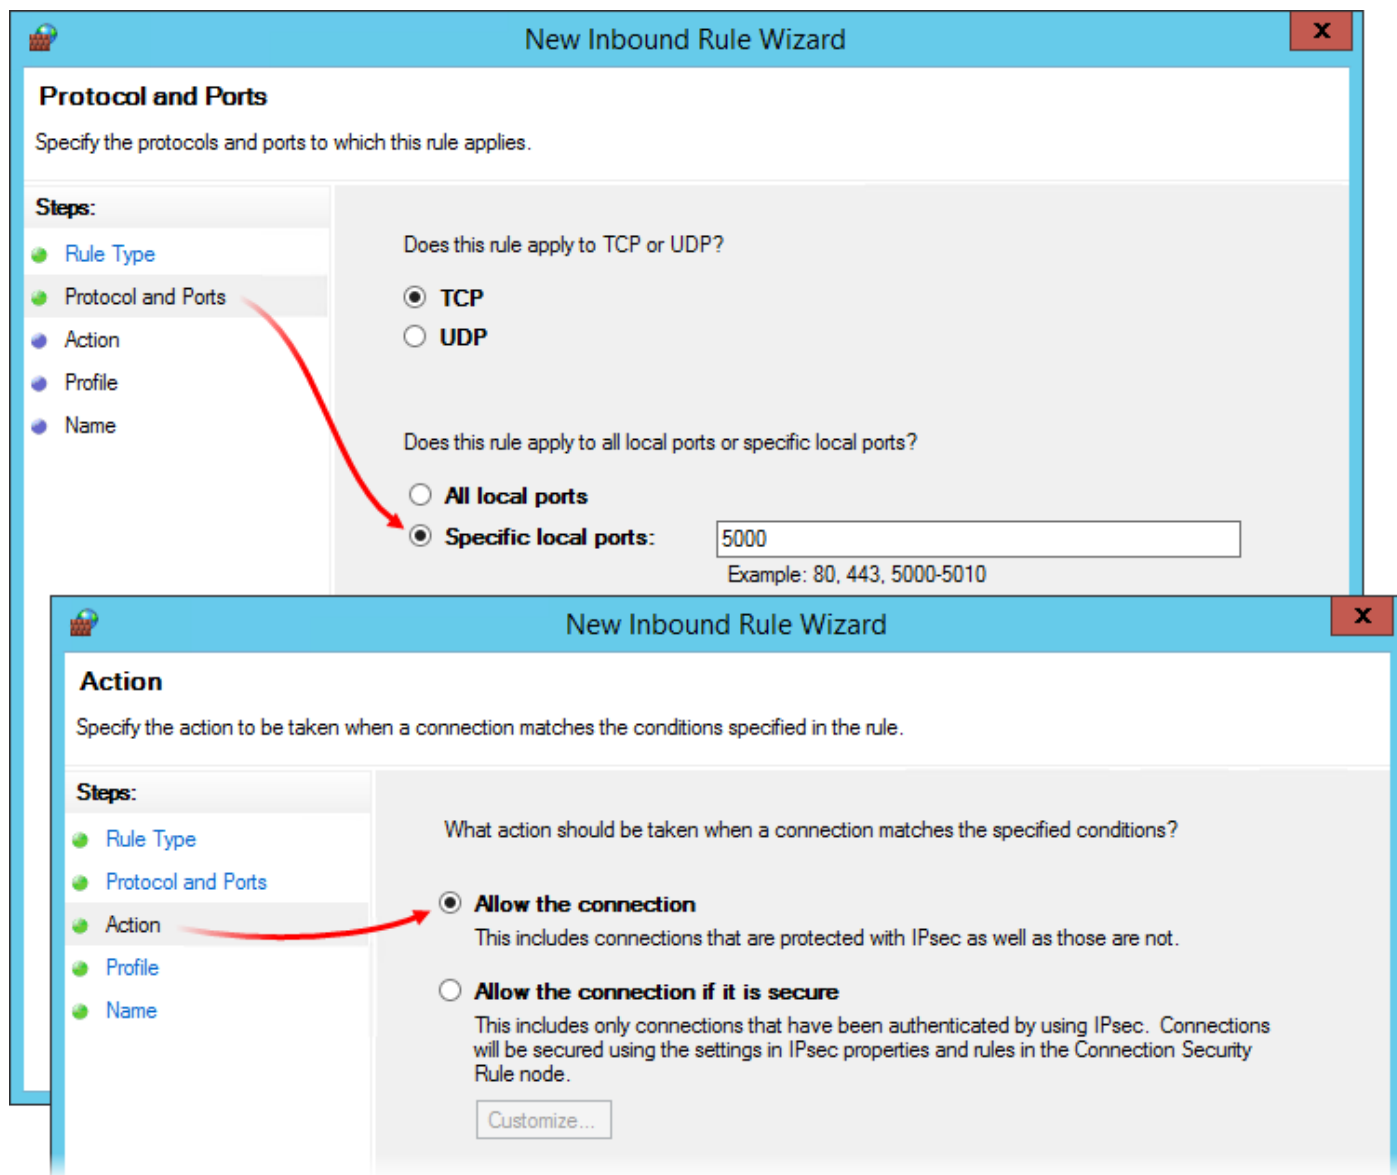 New Inbound Rule Wizard
x
Protocol and Ports
Specify the protocols and ports to which this rule applies.
Steps:
Rule Type
Protocol and Ports
Action
Profile
Name
Does this rule apply to TCP or UDP?
TCP
UDP
Does this rule apply to all local ports or specific local ports?
All local ports
Specific local ports:
5000
Example: 80, 443, 5000-5010
New Inbound Rule Wizard
x
Action
Specify the action to be taken when a connection matches the conditions specified in the rule.
Steps:
Rule Type
Protocol and Ports
Action
Profile
Name
What action should be taken when a connection matches the specified conditions?
Allow the connection
This includes connections that are protected with IPsec as well as those are not.
Allow the connection if it is secure
This includes only connections that have been authenticated by using IPsec. Connections
will be secured using the settings in IPsec properties and rules in the Connection Security
Rule node.
Customize...